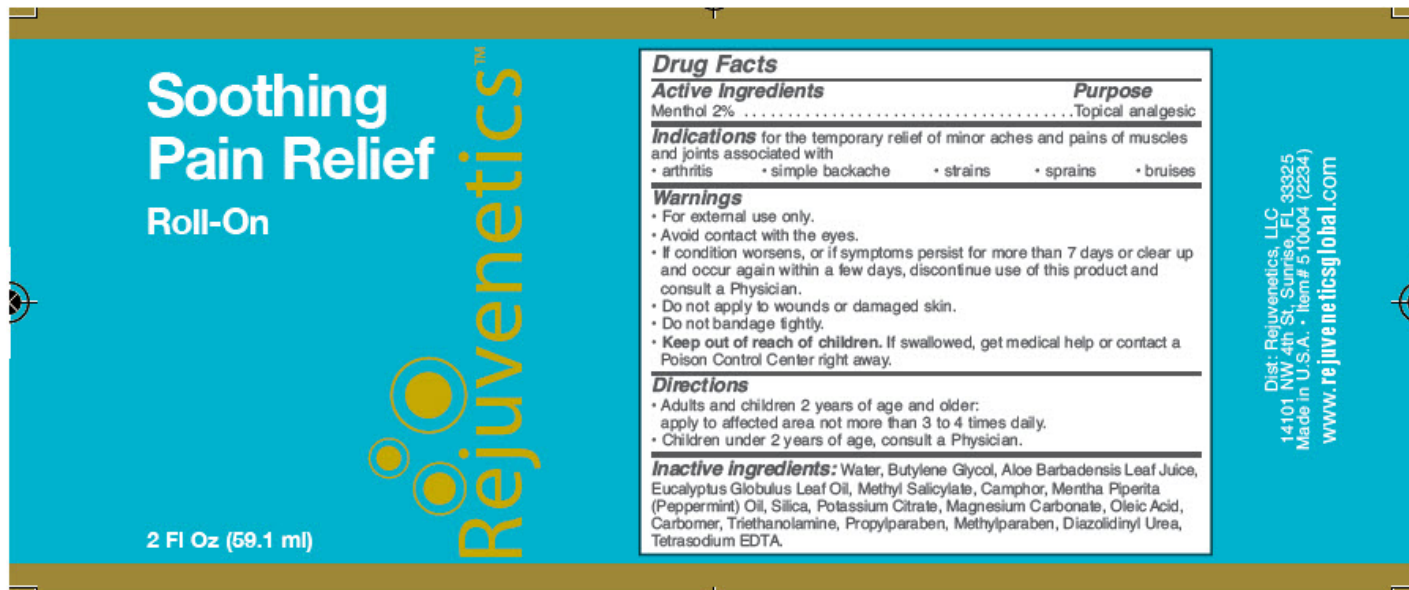 Soothing
Pain Relief
Roll-On
2 Fl Oz (59.1 ml)
Rejuvenetics™
Drug Facts
Active Ingredients Purpose
Menthol 2% . . . . . . . . . . . . . . . . . . . . . . . . . . . . . . . . . . . . . .Topical analgesic
Indications for the temporary relief of minor aches and pains of muscles
and joints associated with
• arthritis • simple backache • strains • sprains • bruises
Warnings
• For external use only.
• Avoid contact with the eyes.
• If condition worsens, or if symptoms persist for more than 7 days or clear up
and occur again within a few days, discontinue use of this product and
consult a Physician.
• Do not apply to wounds or damaged skin.
• Do not bandage tightly.
• Keep out of reach of children. If swallowed, get medical help or contact a
Poison Control Center right away.
Directions
• Adults and children 2 years of age and older:
apply to affected area not more than 3 to 4 times daily.
• Children under 2 years of age, consult a Physician.
Inactive ingredients: Water, Butylene Glycol, Aloe Barbadensis Leaf Juice,
Eucalyptus Globulus Leaf Oil, Methyl Salicylate, Camphor, Mentha Piperita
(Peppermint) Oil, Silica, Potassium Citrate, Magnesium Carbonate, Oleic Acid,
Carbomer, Triethanolamine, Propylparaben, Methylparaben, Diazolidinyl Urea,
Tetrasodium EDTA.
Dist: Rejuvenetics, LLC
14101 NW 4th St. Sunrise, FL 33325
Made in U.S.A. • Item# 510004 (2234)
www.rejuveneticsglobal.com